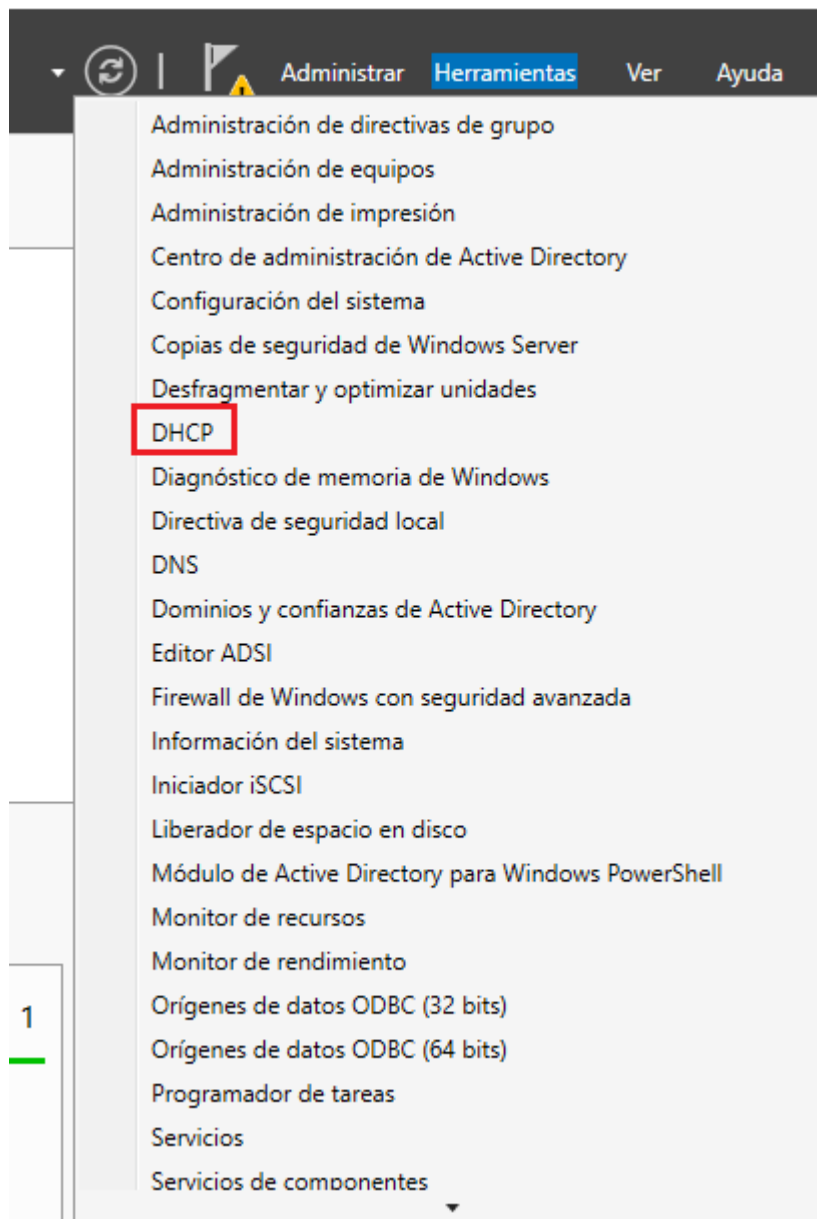 Administrar Herramientas Ver Ayuda
Administración de directivas de grupo
Administración de equipos
Administración de impresión
Centro de administración de Active Directory
Configuración del sistema
Copias de seguridad de Windows Server
Desfragmentar y optimizar unidades
DHCP
Diagnóstico de memoria de Windows
Directiva de seguridad local
DNS
Dominios y confianzas de Active Directory
Editor ADSI
Firewall de Windows con seguridad avanzada
Información del sistema
Iniciador iSCSI
Liberador de espacio en disco
Módulo de Active Directory para Windows PowerShell
Monitor de recursos
Monitor de rendimiento
1
Orígenes de datos ODBC (32 bits)
Orígenes de datos ODBC (64 bits)
Programador de tareas
Servicios
Servicios de componentes